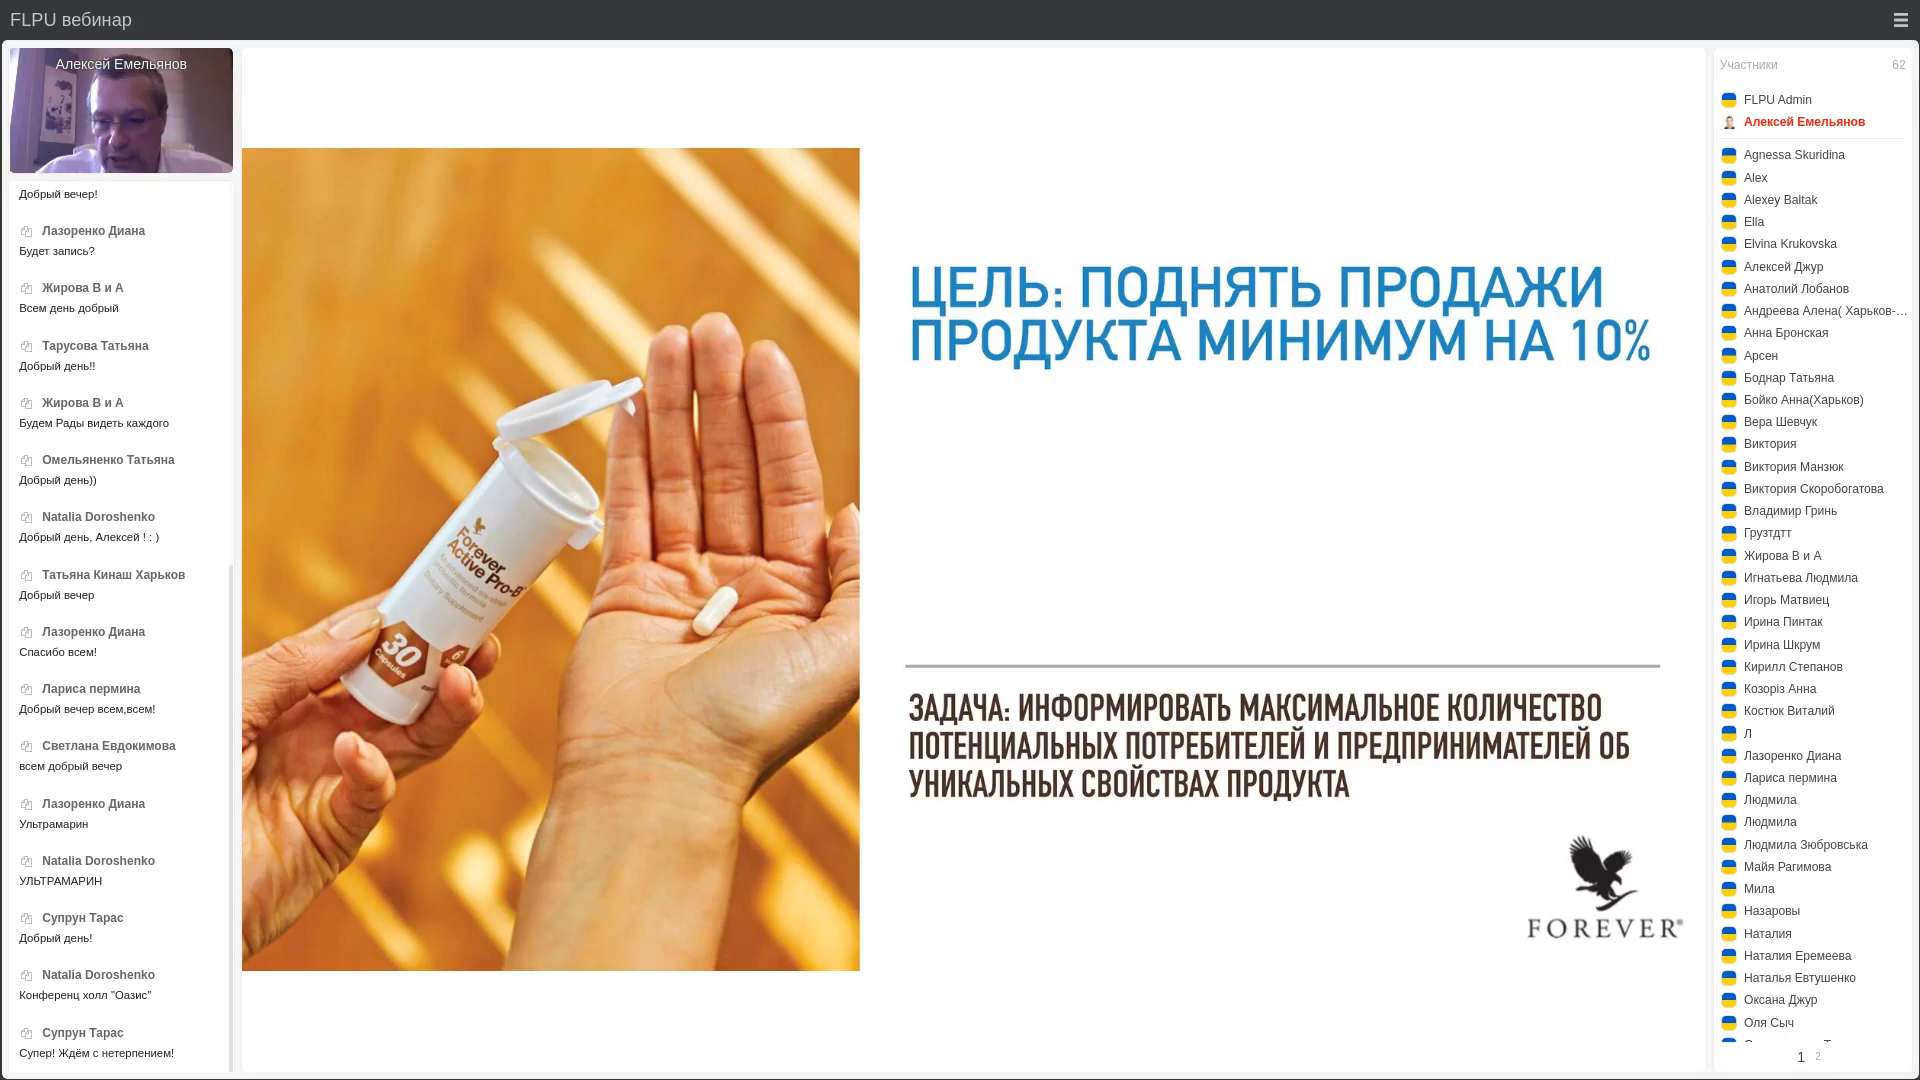 FLPU вебинар
Алексей Емельянов
Добрый вечер!
Лазоренко Диана
Будет запись?
Жирова В и А
Всем день добрый
Тарусова Татьяна
Добрый день!!
Жирова В и А
Будем Рады видеть каждого
Омельяненко Татьяна
Добрый день))
Natalia Doroshenko
Добрый день, Алексей ! : )
Татьяна Кинаш Харьков
Добрый вечер
Лазоренко Диана
Спасибо всем!
Лариса пермина
Добрый вечер всем,всем!
Светлана Евдокимова
всем добрый вечер
Лазоренко Диана
Ультрамарин
Natalia Doroshenko
УЛЬТРАМАРИН
Супрун Тарас
Добрый день!
Natalia Doroshenko
Конференц холл "Оазис"
Супрун Тарас
Супер! Ждём с нетерпением!
Forever
Active Pro-B
Dietary Supplement
30
Capsules
6
ЦЕЛЬ: ПОДНЯТЬ ПРОДАЖИ
ПРОДУКТА МИНИМУМ НА 10%
ЗАДАЧА: ИНФОРМИРОВАТЬ МАКСИМАЛЬНОЕ КОЛИЧЕСТВО
ПОТЕНЦИАЛЬНЫХ ПОТРЕБИТЕЛЕЙ И ПРЕДПРИНИМАТЕЛЕЙ ОБ
УНИКАЛЬНЫХ СВОЙСТВАХ ПРОДУКТА
FOREVER®
Участники 62
FLPU Admin
Алексей Емельянов
Agnessa Skuridina
Alex
Alexey Baltak
Ella
Elvina Krukovska
Алексей Джур
Анатолий Лобанов
Андреева Алена( Харьков-…
Анна Бронская
Арсен
Боднар Татьяна
Бойко Анна(Харьков)
Вера Шевчук
Виктория
Виктория Манзюк
Виктория Скоробогатова
Владимир Гринь
Грузтдтт
Жирова В и А
Игнатьева Людмила
Игорь Матвиец
Ирина Пинтак
Ирина Шкрум
Кирилл Степанов
Козоріз Анна
Костюк Виталий
Л
Лазоренко Диана
Лариса пермина
Людмила
Людмила
Людмила Зюбровська
Майя Рагимова
Мила
Назаровы
Наталия
Наталия Еремеева
Наталья Евтушенко
Оксана Джур
Оля Сыч
1 2